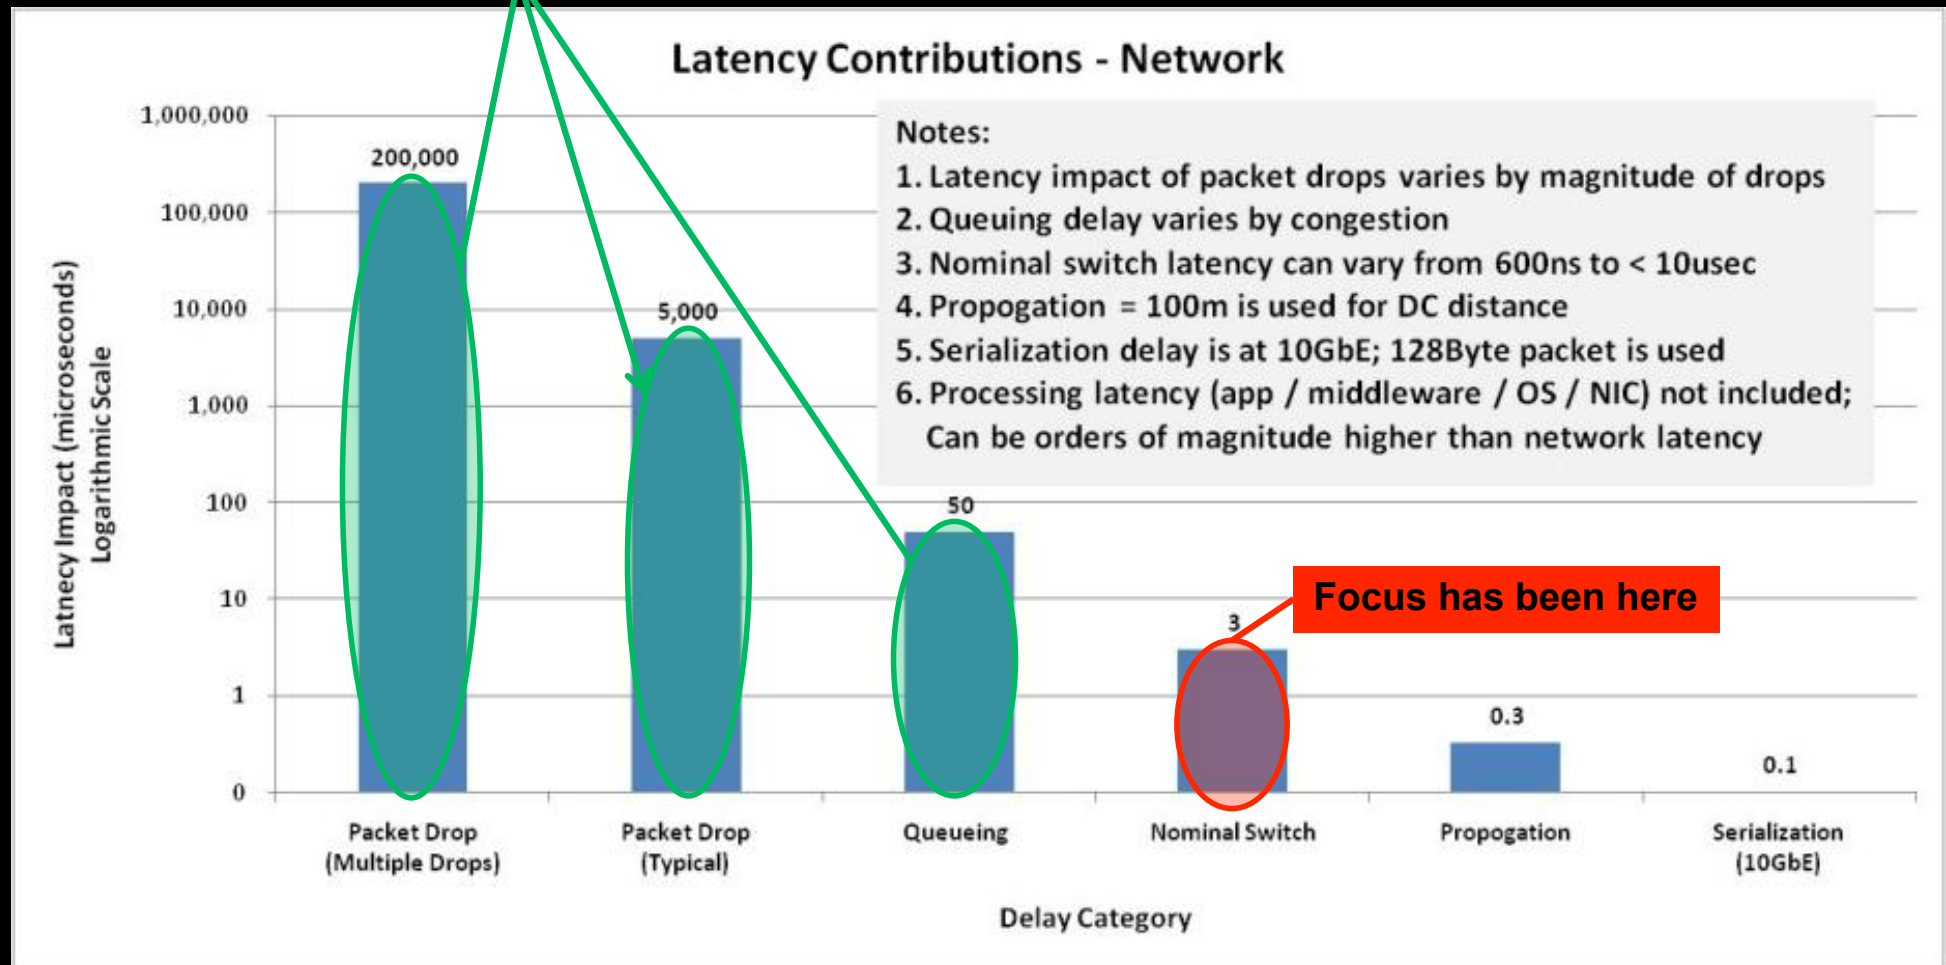 Latency Contributions - Network
Notes:
1. Latency impact of packet drops varies by magnitude of drops
2. Queuing delay varies by congestion
3. Nominal switch latency can vary from 600ns to < 10usec
4. Propogation = 100m is used for DC distance
5. Serialization delay is at 10GbE; 128Byte packet is used
6. Processing latency (app / middleware / OS / NIC) not included;
Can be orders of magnitude higher than network latency
Latnecy Impact (microseconds)
Logarithmic Scale
1,000,000
100,000
10,000
1,000
100
10
1
0
200,000
5,000
50
3
0.3
0.1
Focus has been here
Packet Drop
(Multiple Drops)
Packet Drop
(Typical)
Queueing
Nominal Switch
Propogation
Serialization
(10GbE)
Delay Category